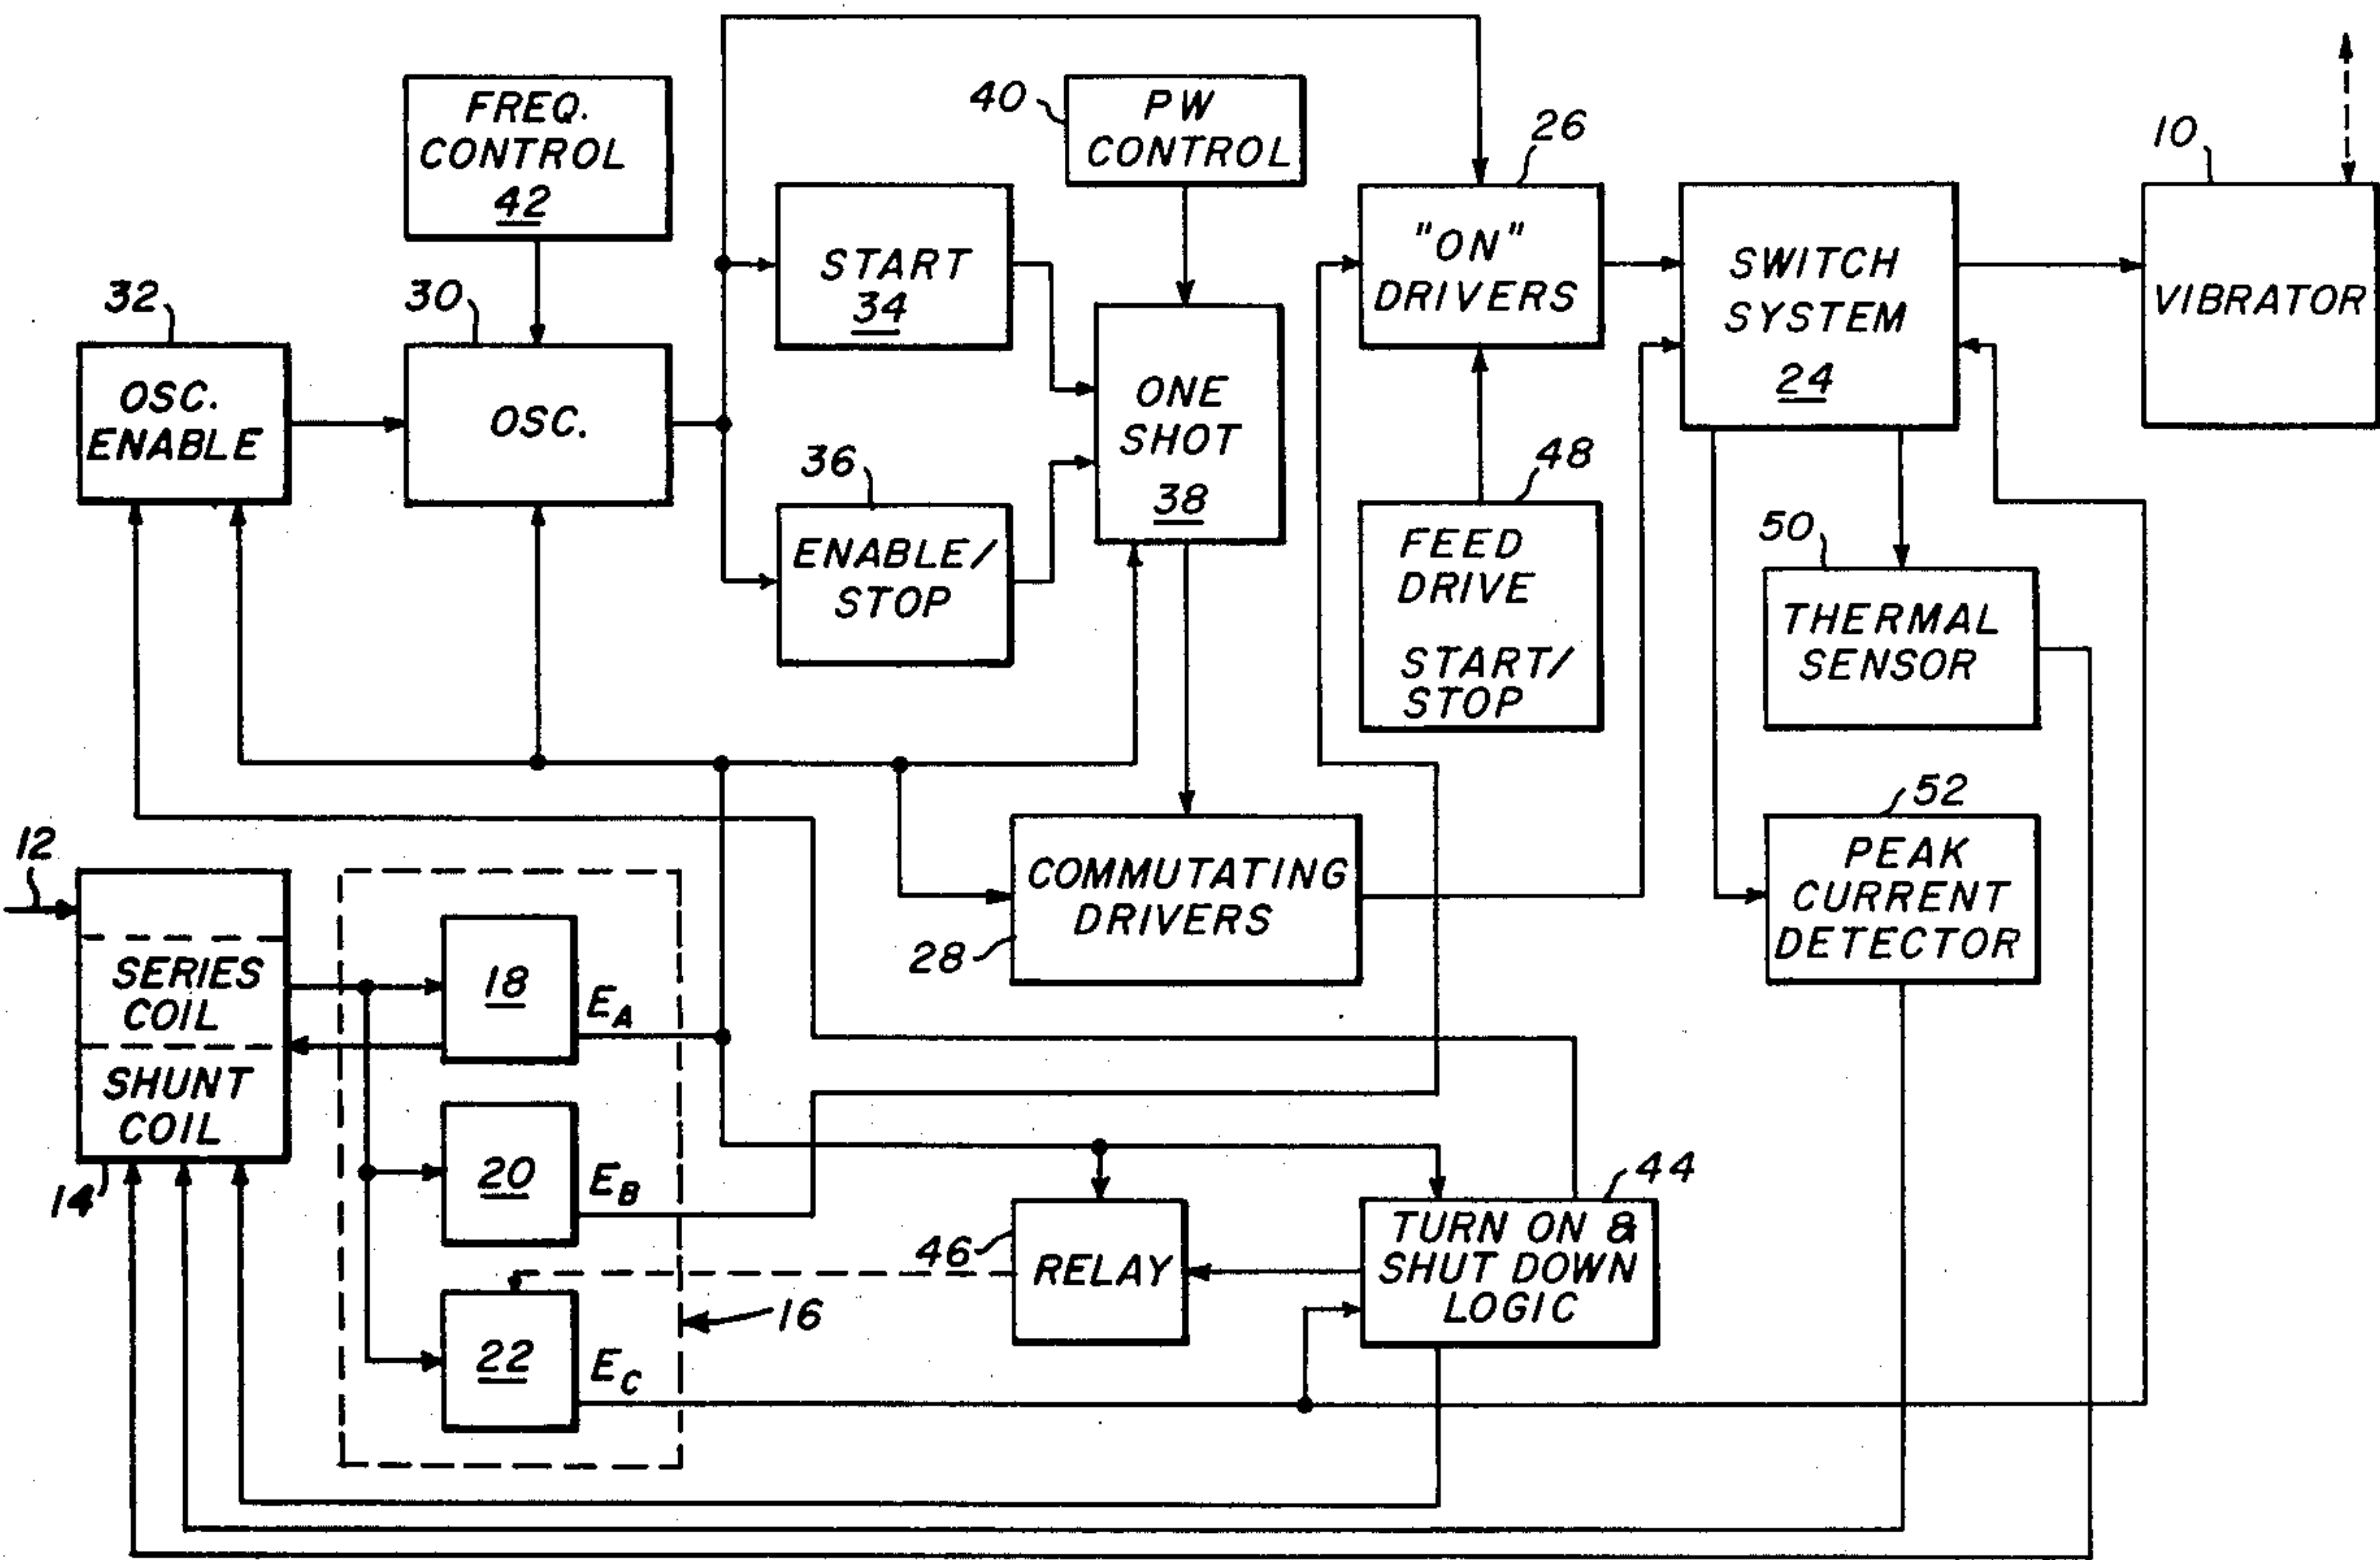 FREQ.
CONTROL
42
40
PW
CONTROL
26
10
32
30
START
34
"ON"
DRIVERS
SWITCH
SYSTEM
24
VIBRATOR
OSC.
ENABLE
OSC.
ONE
SHOT
38
36
48
ENABLE/
STOP
FEED
DRIVE
START/
STOP
50
THERMAL
SENSOR
12
52
COMMUTATING
DRIVERS
28
PEAK
CURRENT
DETECTOR
SERIES
COIL
SHUNT
COIL
14
18
EA
20
EB
22
EC
16
46
RELAY
44
TURN ON &
SHUT DOWN
LOGIC